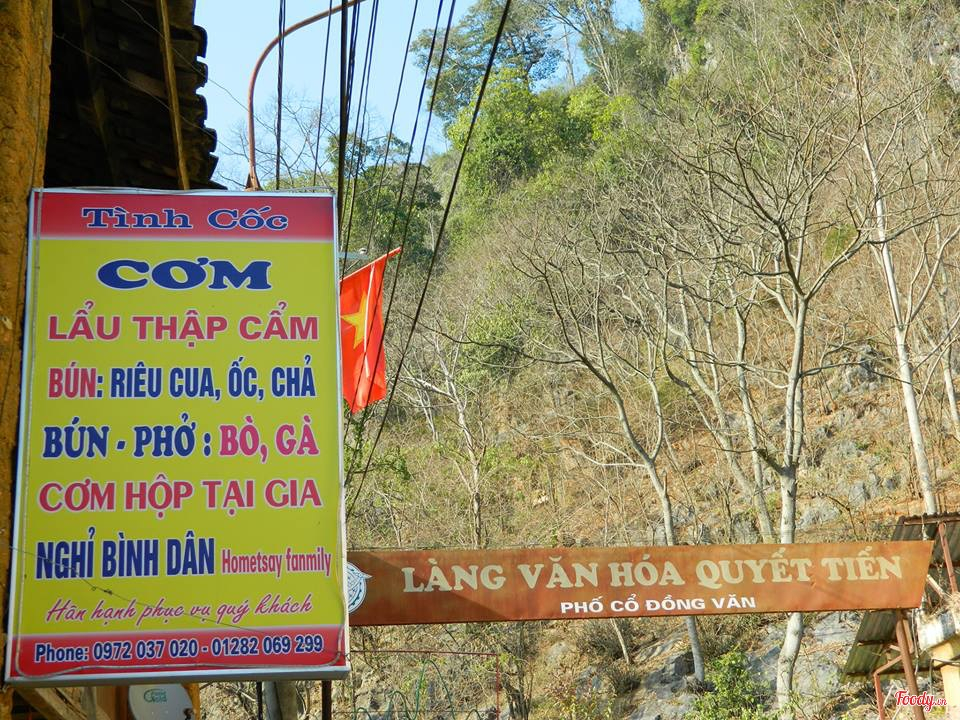 Tình Cốc
CƠM
LẨU THẬP CẨM
BÚN: RIÊU CUA, ỐC, CHẢ
BÚN - PHỞ : BÒ, GÀ
CƠM HỘP TẠI GIA
NGHỈ BÌNH DÂN Hometsay fanmily
Hân hạnh phục vụ quý khách
Phone: 0972 037 020 - 01282 069 299
LÀNG VĂN HÓA QUYẾT TIẾN
PHỐ CỔ ĐỒNG VĂN
Foody.vn